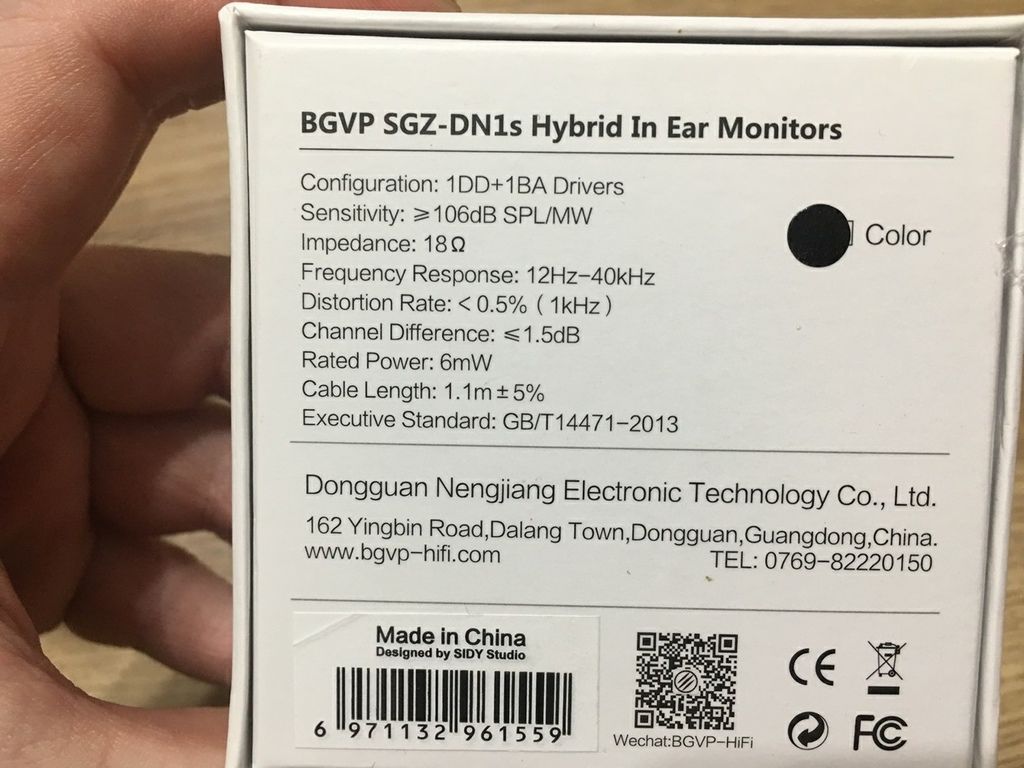 BGVP SGZ-DN1s Hybrid In Ear Monitors
Configuration: 1DD+1BA Drivers
Sensitivity: ≥106dB SPL/MW
Impedance: 18Ω
Frequency Response: 12Hz-40kHz
Distortion Rate: < 0.5% ( 1kHz )
Channel Difference: ≤1.5dB
Rated Power: 6mW
Cable Length: 1.1m ± 5%
Executive Standard: GB/T14471-2013
Color
Dongguan Nengjiang Electronic Technology Co., Ltd.
162 Yingbin Road,Dalang Town,Dongguan,Guangdong,China.
www.bgvp-hifi.com TEL: 0769-82220150
Made in China
Designed by SIDY Studio
6 971132 961559
Wechat:BGVP-HiFi
CE
FC